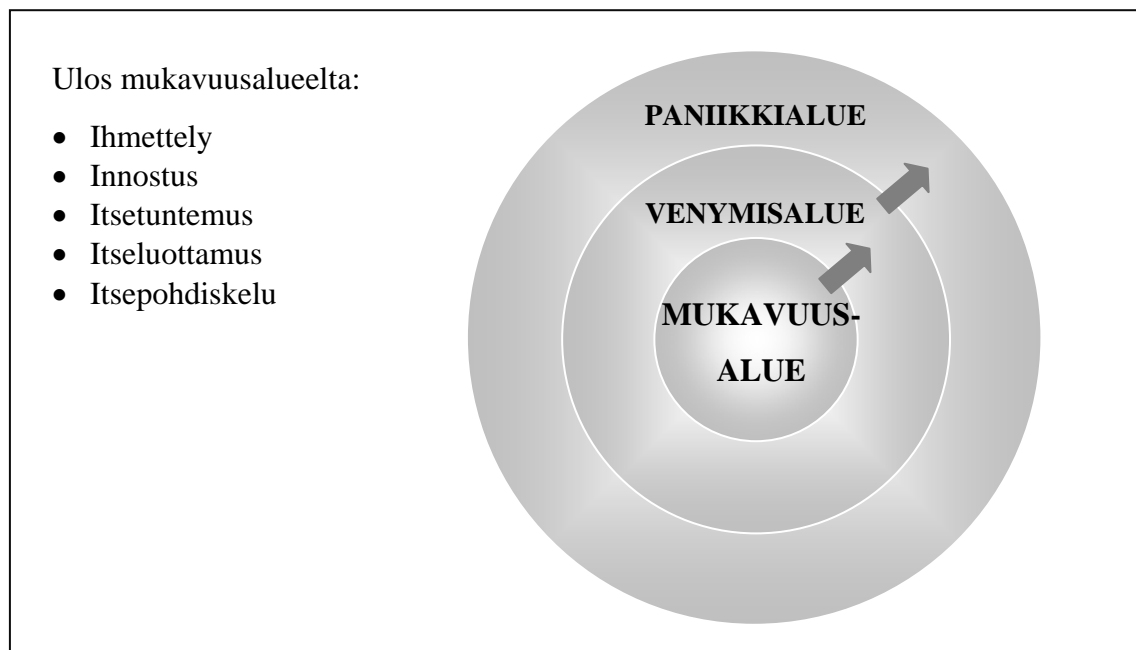 Ulos mukavuusalueelta:
• Ihmettely
• Innostus
• Itsetuntemus
• Itseluottamus
• Itsepohdiskelu
PANIIKKIALUE
VENYMISALUE
MUKAVUUS-
ALUE